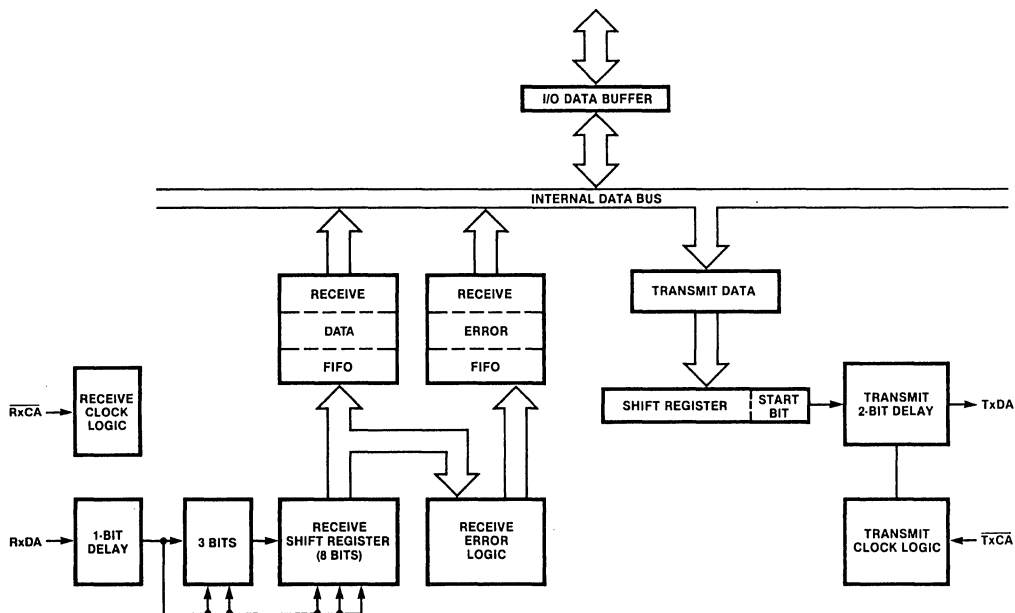 I/O DATA BUFFER
INTERNAL DATA BUS
RECEIVE
DATA
FIFO
RECEIVE
ERROR
FIFO
TRANSMIT DATA
RxCA
RECEIVE
CLOCK
LOGIC
SHIFT REGISTER
START
BIT
TRANSMIT
2-BIT DELAY
TxDA
RxDA
1-BIT
DELAY
3 BITS
RECEIVE
SHIFT REGISTER
(8 BITS)
RECEIVE
ERROR
LOGIC
TRANSMIT
CLOCK LOGIC
TxCA